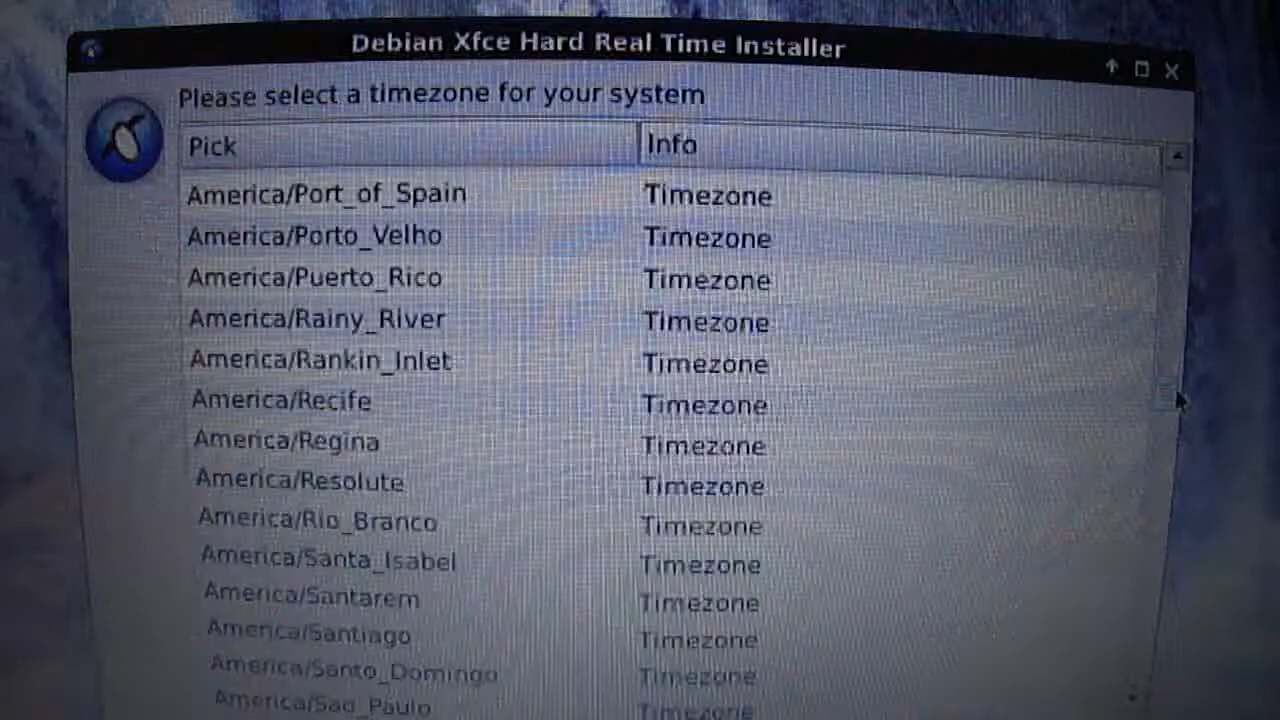 Debian Xfce Hard Real Time Installer
Please select a timezone for your system
Pick Info
America/Port_of_Spain Timezone
America/Porto_Velho Timezone
America/Puerto_Rico Timezone
America/Rainy_River Timezone
America/Rankin_Inlet Timezone
America/Recife Timezone
America/Regina Timezone
America/Resolute Timezone
America/Rio_Branco Timezone
America/Santa_Isabel Timezone
America/Santarem Timezone
America/Santiago Timezone
America/Santo_Domingo Timezone
America/Sao_Paulo Timezone